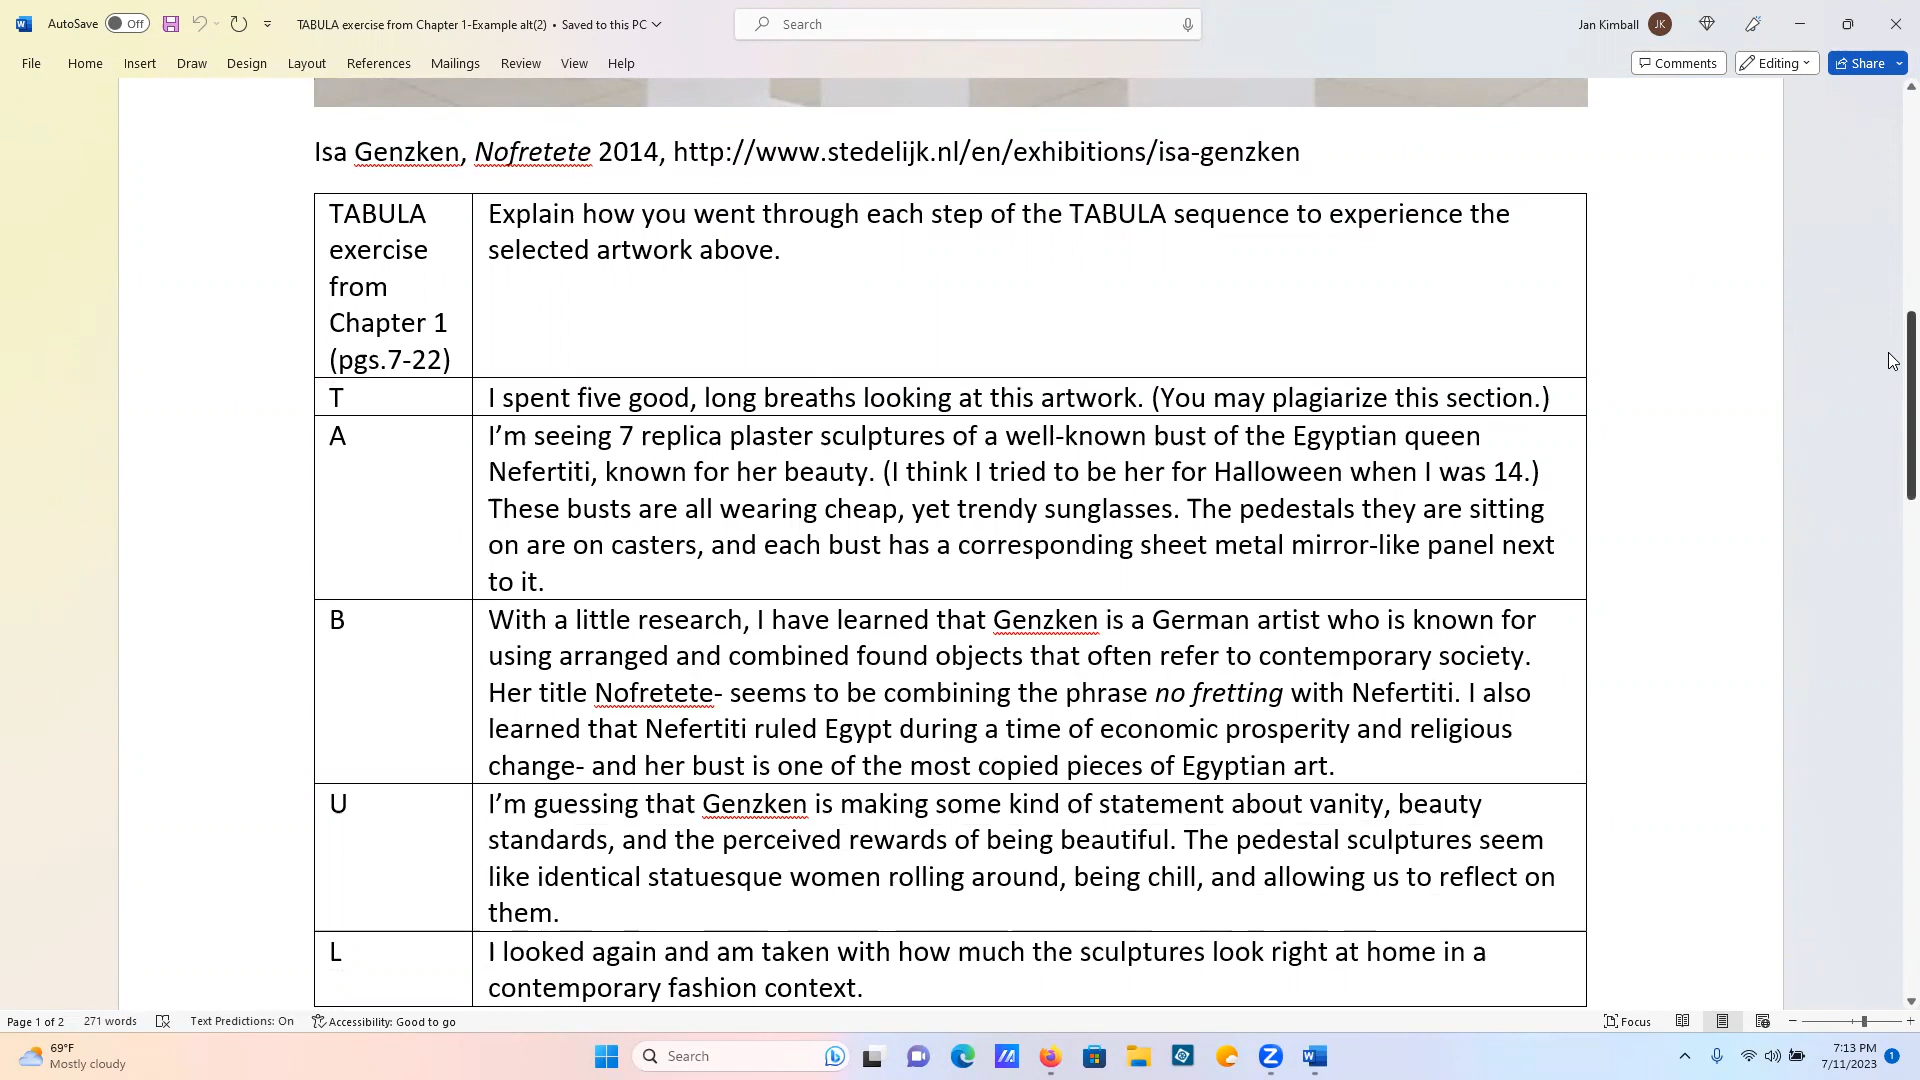 AutoSave Off TABULA exercise from Chapter 1-Example alt(2) • Saved to this PC Search Jan Kimball JK
File Home Insert Draw Design Layout References Mailings Review View Help Comments Editing Share
Isa Genzken, Nofretete 2014, http://www.stedelijk.nl/en/exhibitions/isa-genzken
TABULA
exercise
from
Chapter 1
(pgs.7-22)
Explain how you went through each step of the TABULA sequence to experience the
selected artwork above.
T
I spent five good, long breaths looking at this artwork. (You may plagiarize this section.)
A
I’m seeing 7 replica plaster sculptures of a well-known bust of the Egyptian queen
Nefertiti, known for her beauty. (I think I tried to be her for Halloween when I was 14.)
These busts are all wearing cheap, yet trendy sunglasses. The pedestals they are sitting
on are on casters, and each bust has a corresponding sheet metal mirror-like panel next
to it.
B
With a little research, I have learned that Genzken is a German artist who is known for
using arranged and combined found objects that often refer to contemporary society.
Her title Nofretete- seems to be combining the phrase no fretting with Nefertiti. I also
learned that Nefertiti ruled Egypt during a time of economic prosperity and religious
change- and her bust is one of the most copied pieces of Egyptian art.
U
I’m guessing that Genzken is making some kind of statement about vanity, beauty
standards, and the perceived rewards of being beautiful. The pedestal sculptures seem
like identical statuesque women rolling around, being chill, and allowing us to reflect on
them.
L
I looked again and am taken with how much the sculptures look right at home in a
contemporary fashion context.
Page 1 of 2 271 words Text Predictions: On Accessibility: Good to go Focus
69°F
Mostly cloudy
Search
7:13 PM
7/11/2023
1